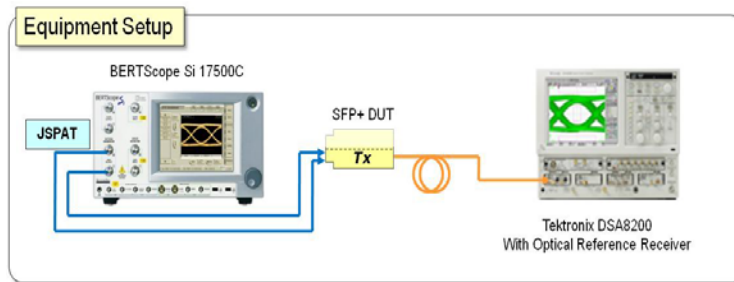 Equipment Setup
BERTScope Si 17500C
JSPAT
SFP+ DUT
Tx
Tektronix DSA8200
With Optical Reference Receiver